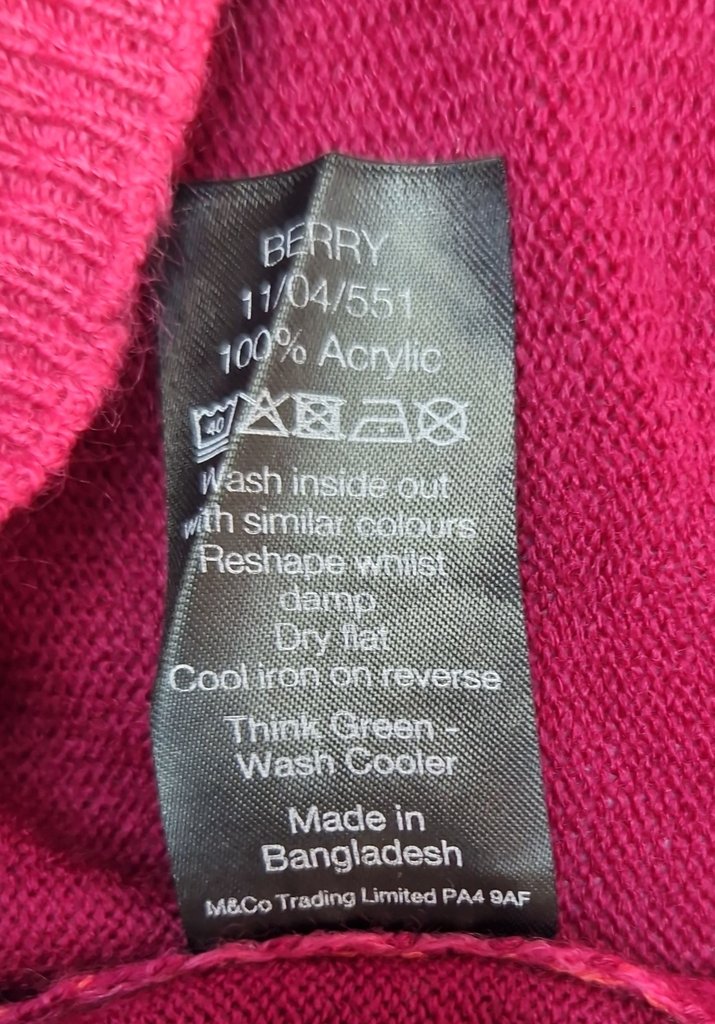 BERRY
11/04/551
100% Acrylic
40
Wash inside out
with similar colours
Reshape whilst
damp
Dry flat
Cool iron on reverse
Think Green -
Wash Cooler
Made in
Bangladesh
M&Co Trading Limited PA4 9AF